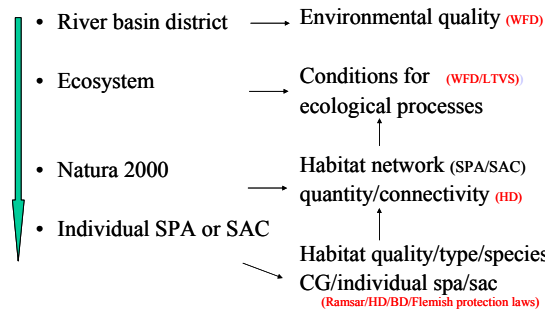 • River basin district
Environmental quality (WFD)
• Ecosystem
Conditions for (WFD/LTVS)
ecological processes
• Natura 2000
Habitat network (SPA/SAC)
quantity/connectivity (HD)
• Individual SPA or SAC
Habitat quality/type/species
CG/individual spa/sac
(Ramsar/HD/BD/Flemish protection laws)